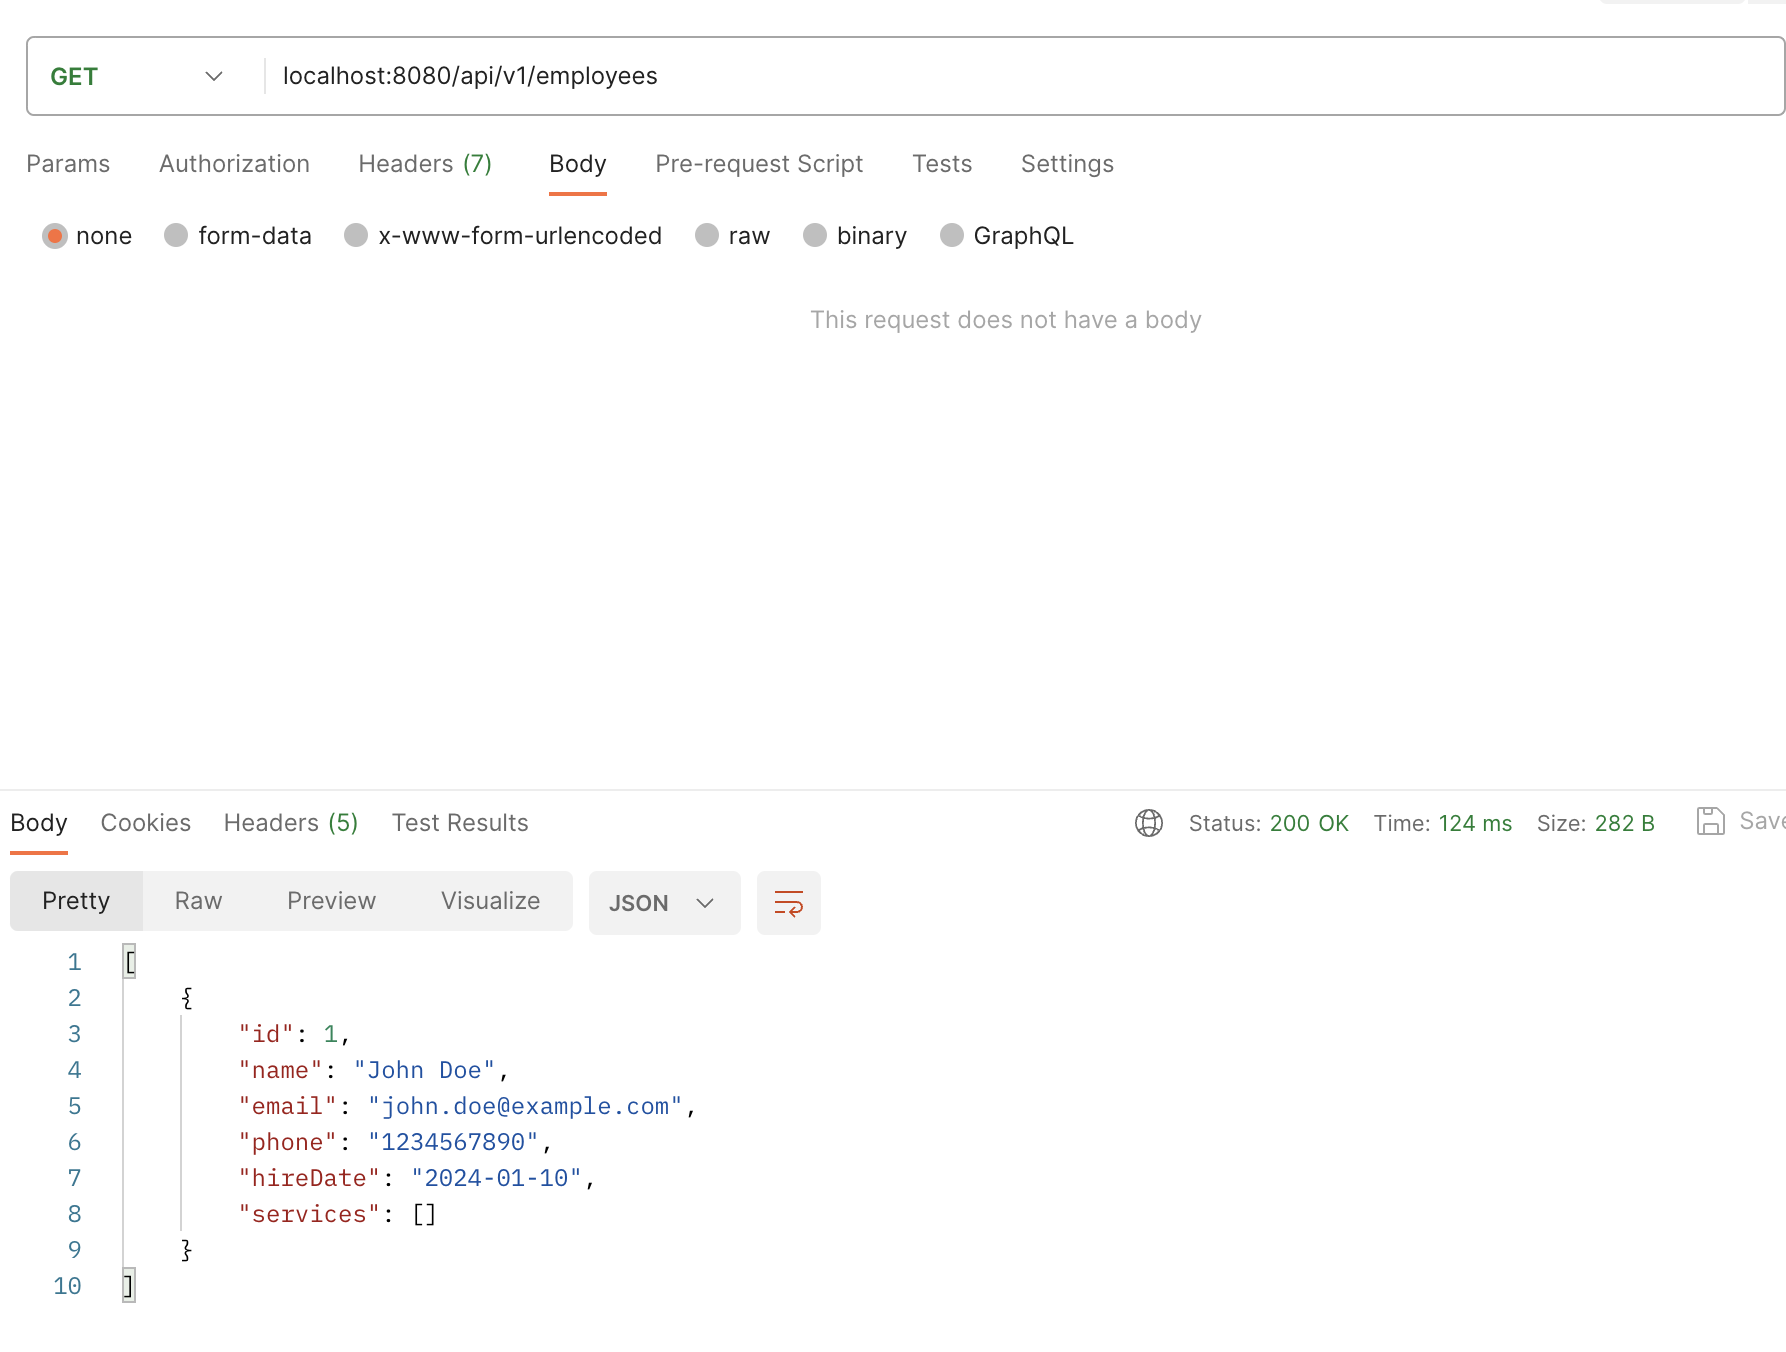 GET localhost:8080/api/v1/employees
Params Authorization Headers (7) Body Pre-request Script Tests Settings
none form-data x-www-form-urlencoded raw binary GraphQL
This request does not have a body
Body Cookies Headers (5) Test Results Status: 200 OK Time: 124 ms Size: 282 B Save
Pretty Raw Preview Visualize JSON
1 [
2 {
3 "id": 1,
4 "name": "John Doe",
5 "email": "john.doe@example.com",
6 "phone": "1234567890",
7 "hireDate": "2024-01-10",
8 "services": []
9 }
10 ]